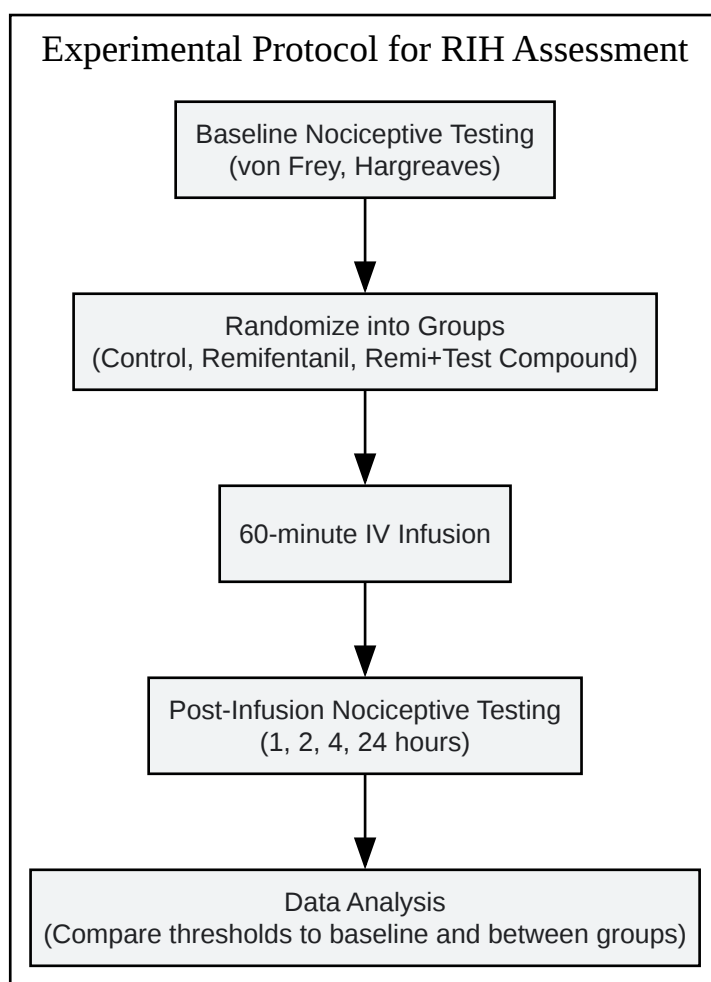 Experimental Protocol for RIH Assessment
Baseline Nociceptive Testing
(von Frey, Hargreaves)
Randomize into Groups
(Control, Remifentanil, Remi+Test Compound)
60-minute IV Infusion
Post-Infusion Nociceptive Testing
(1, 2, 4, 24 hours)
Data Analysis
(Compare thresholds to baseline and between groups)